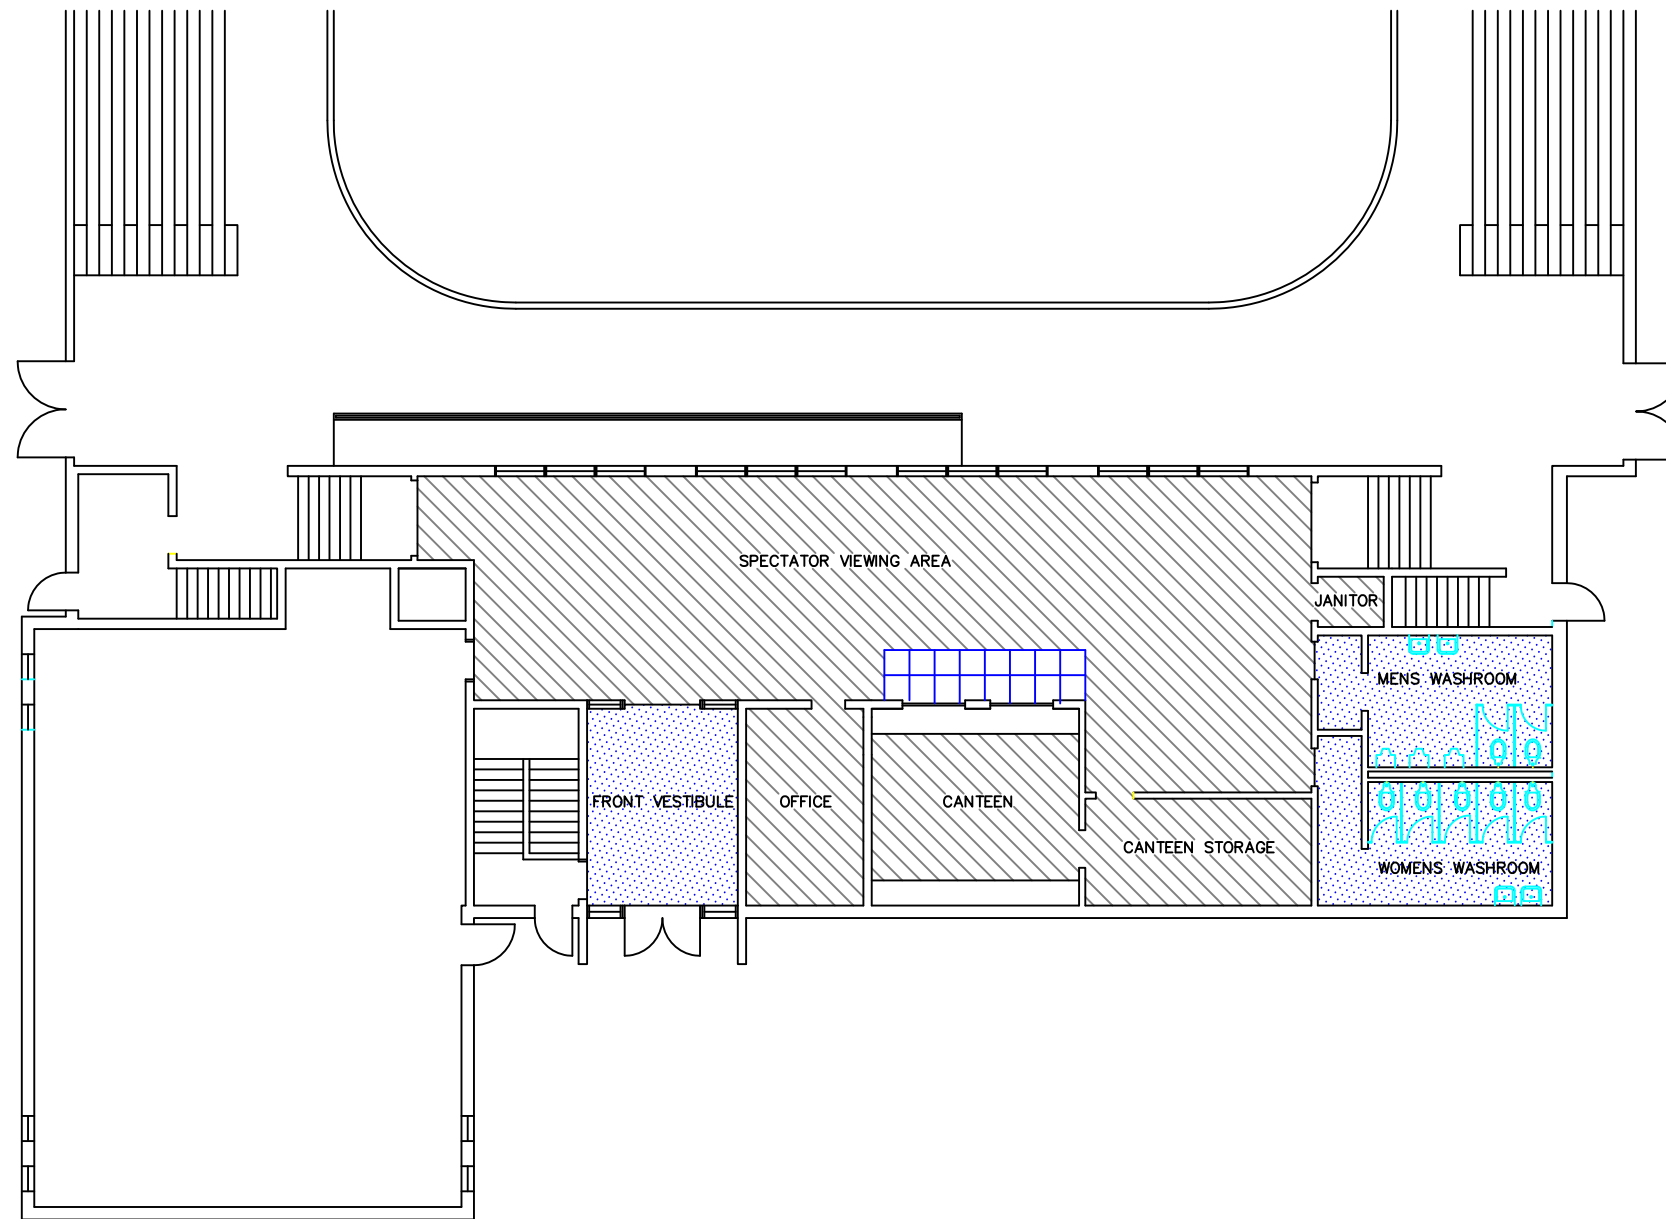 SPECTATOR VIEWING AREA
JANITOR
MENS WASHROOM
FRONT VESTIBULE
OFFICE
CANTEEN
CANTEEN STORAGE
WOMENS WASHROOM